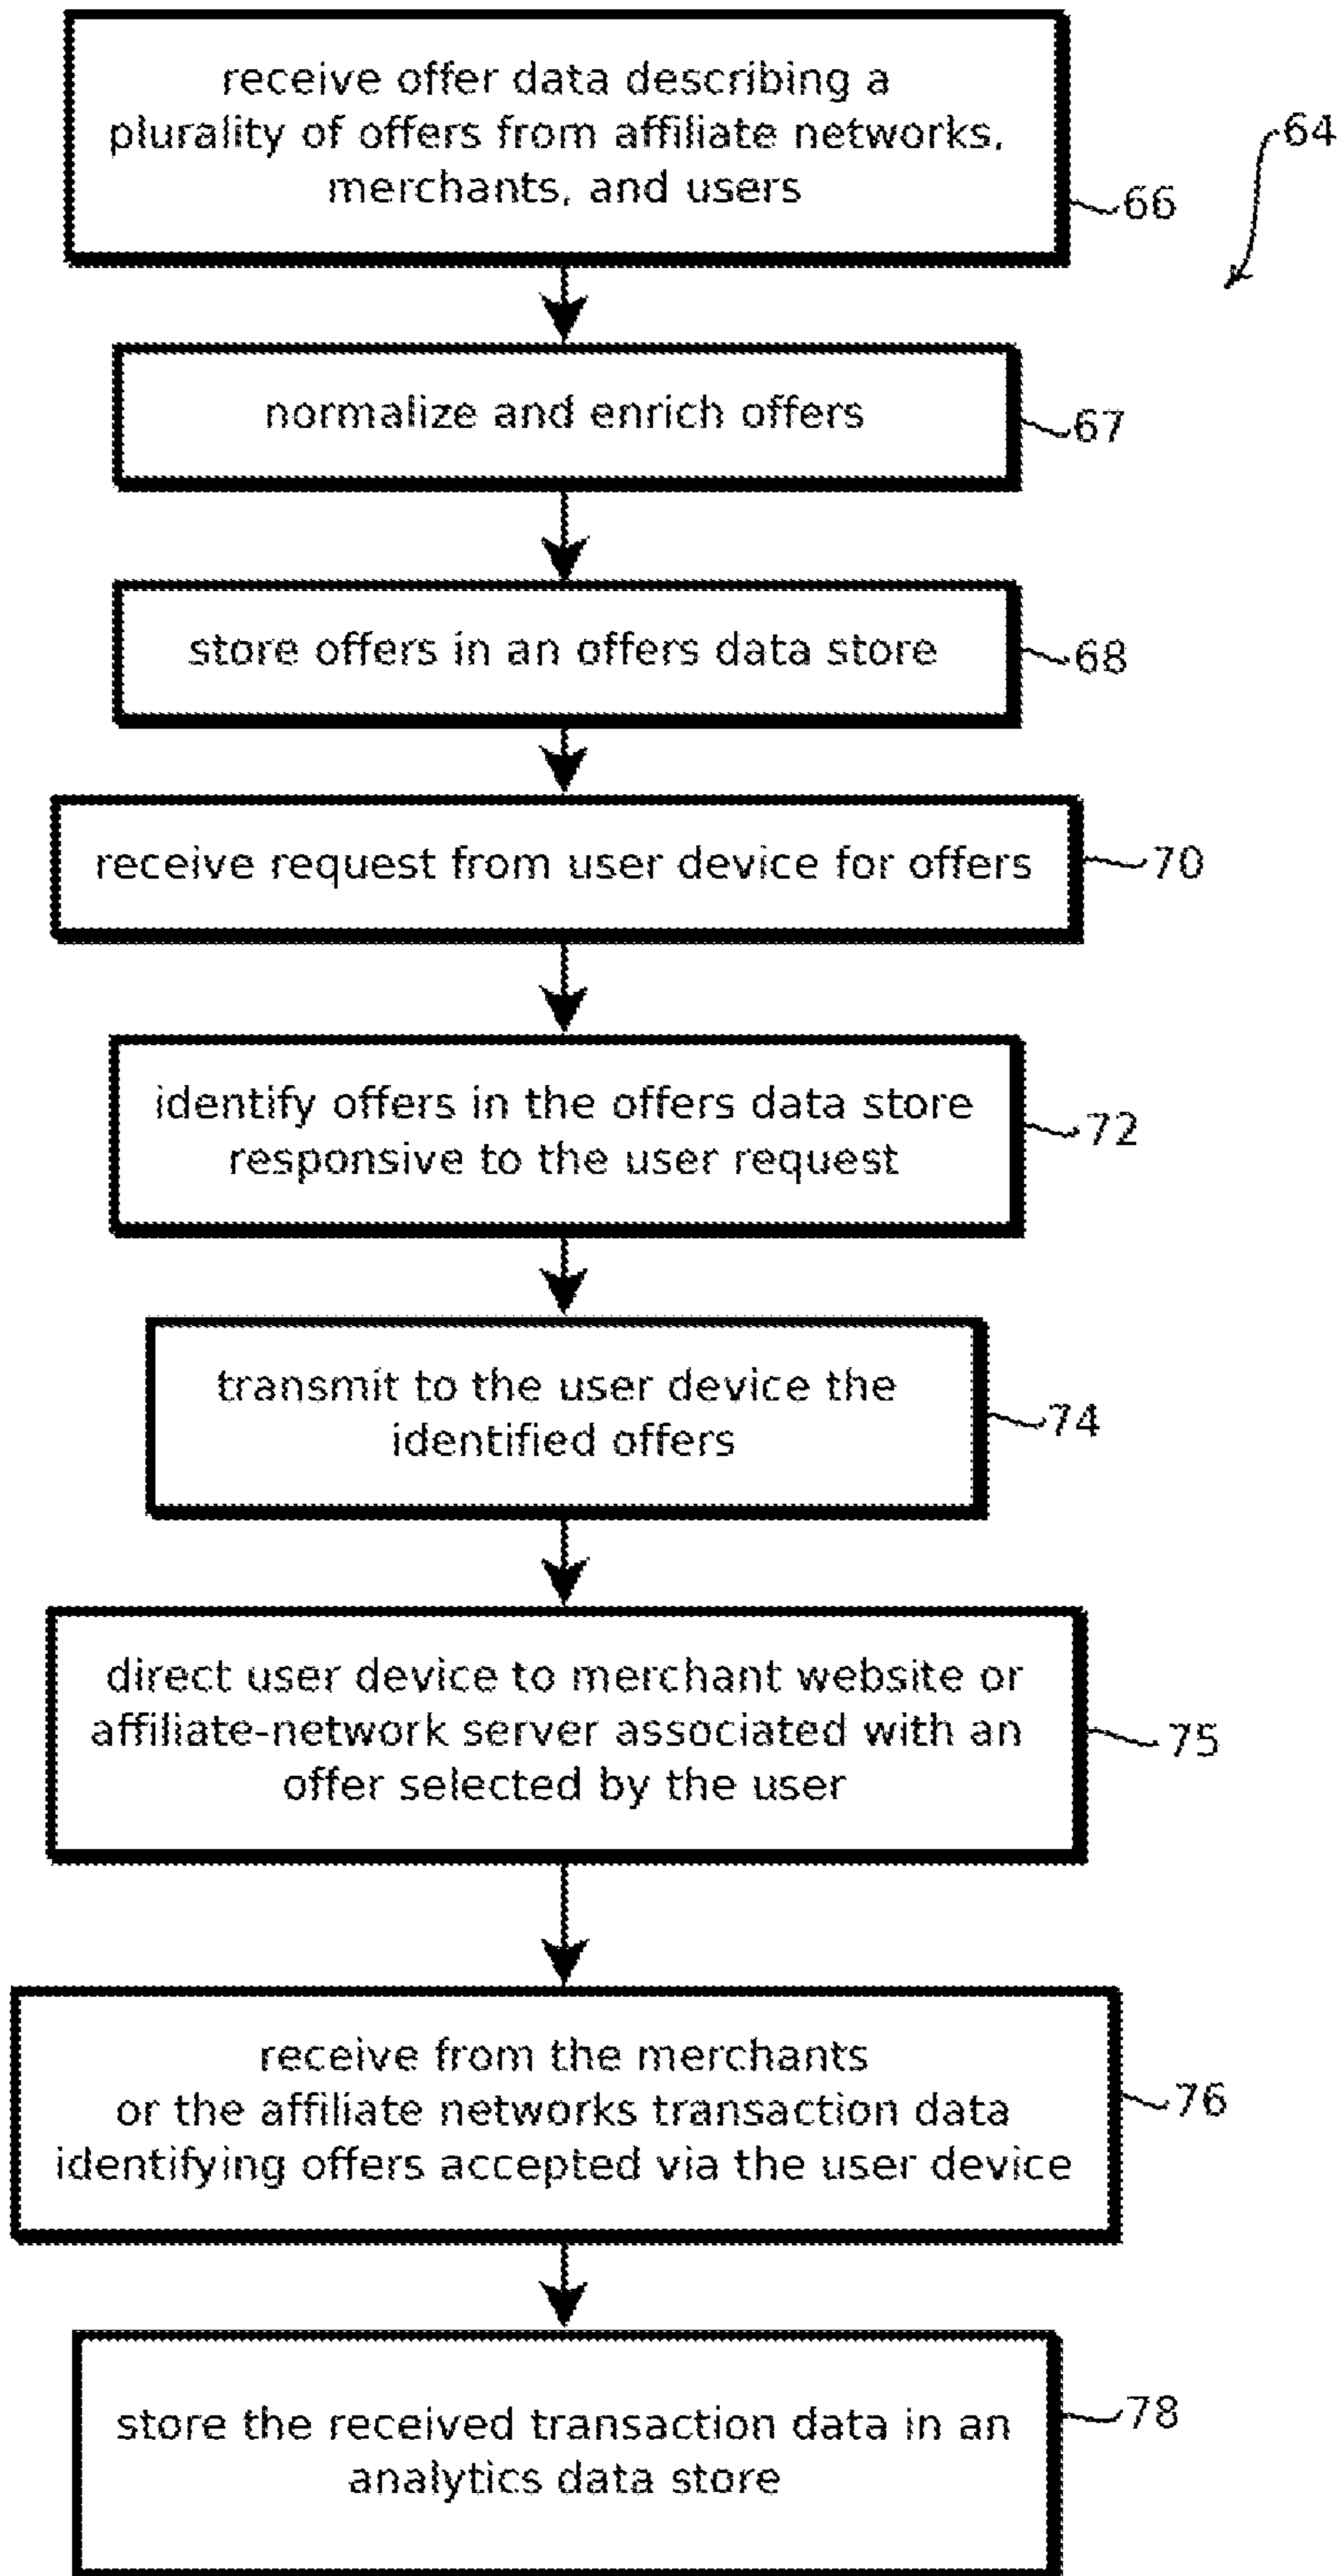 receive offer data describing a
plurality of offers from affiliate networks,
merchants, and users
64
66
normalize and enrich offers
67
store offers in an offers data store
68
receive request from user device for offers
70
identify offers in the offers data store
responsive to the user request
72
transmit to the user device the
identified offers
74
direct user device to merchant website or
affiliate-network server associated with an
offer selected by the user
75
receive from the merchants
or the affiliate networks transaction data
identifying offers accepted via the user device
76
store the received transaction data in an
analytics data store
78